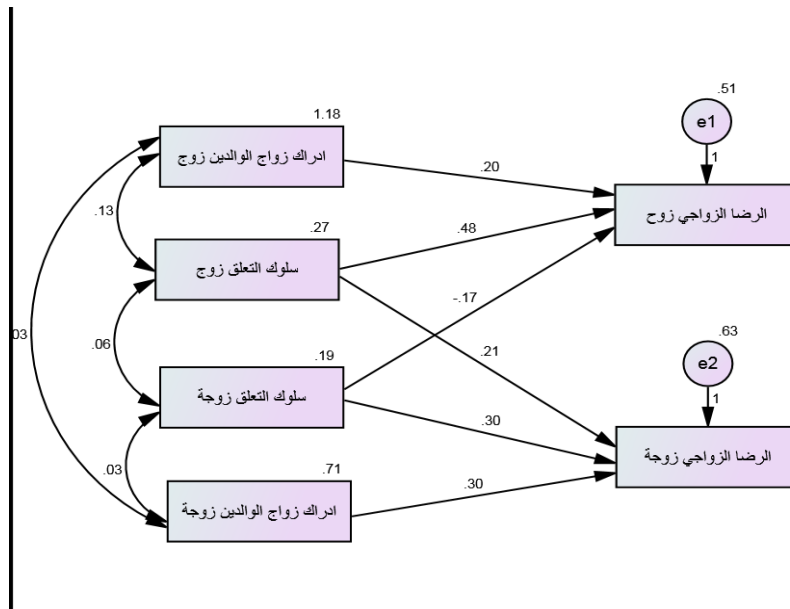 .51
e1
1
1.18
ادراك زواج الوالدين زوج
.20
الرضا الزواجي زوح
.13
.27
سلوك التعلق زوج
.48
-.17
03
.06
.19
سلوك التعلق زوجة
.21
.30
.63
e2
1
الرضا الزواجي زوجة
.03
.71
ادراك زواج الوالدين زوجة
.30